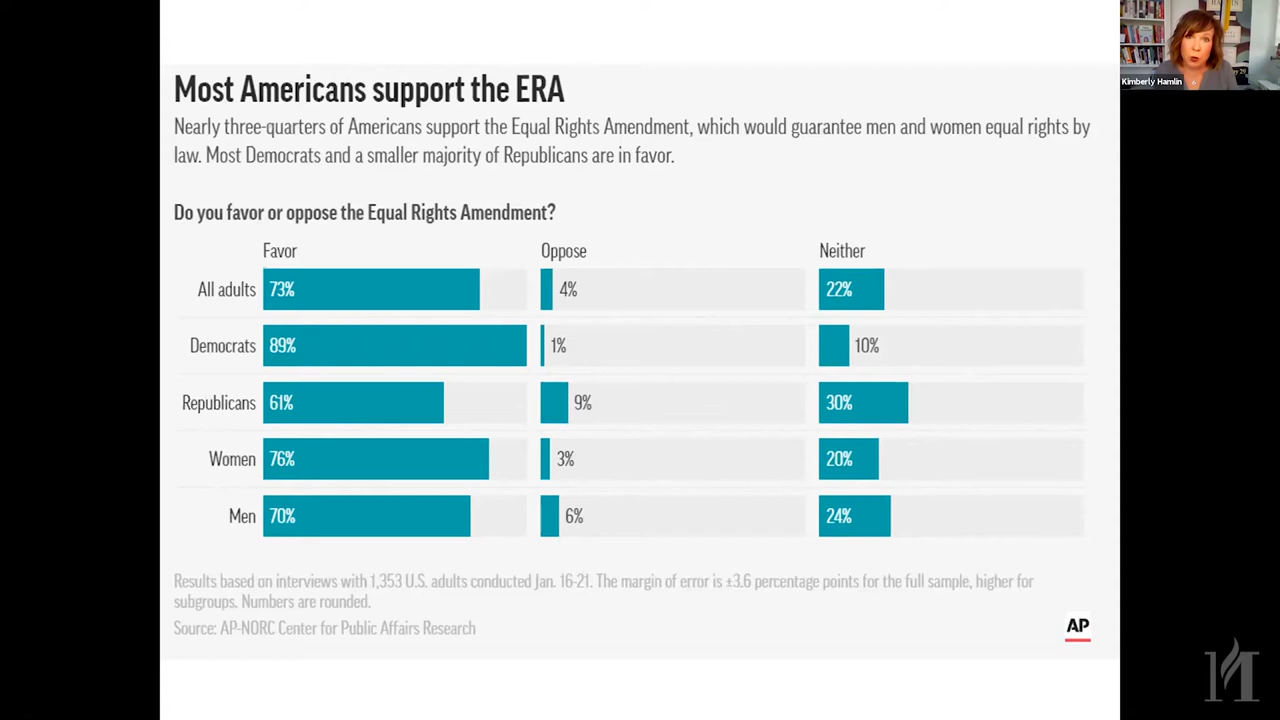 Most Americans support the ERA
Nearly three-quarters of Americans support the Equal Rights Amendment, which would guarantee men and women equal rights by
law. Most Democrats and a smaller majority of Republicans are in favor.
Do you favor or oppose the Equal Rights Amendment?
Favor Oppose Neither
All adults 73% 4% 22%
Democrats 89% 1% 10%
Republicans 61% 9% 30%
Women 76% 3% 20%
Men 70% 6% 24%
Results based on interviews with 1,353 U.S. adults conducted Jan. 16-21. The margin of error is ±3.6 percentage points for the full sample, higher for
subgroups. Numbers are rounded.
Source: AP-NORC Center for Public Affairs Research
AP
Kimberly Hamlin